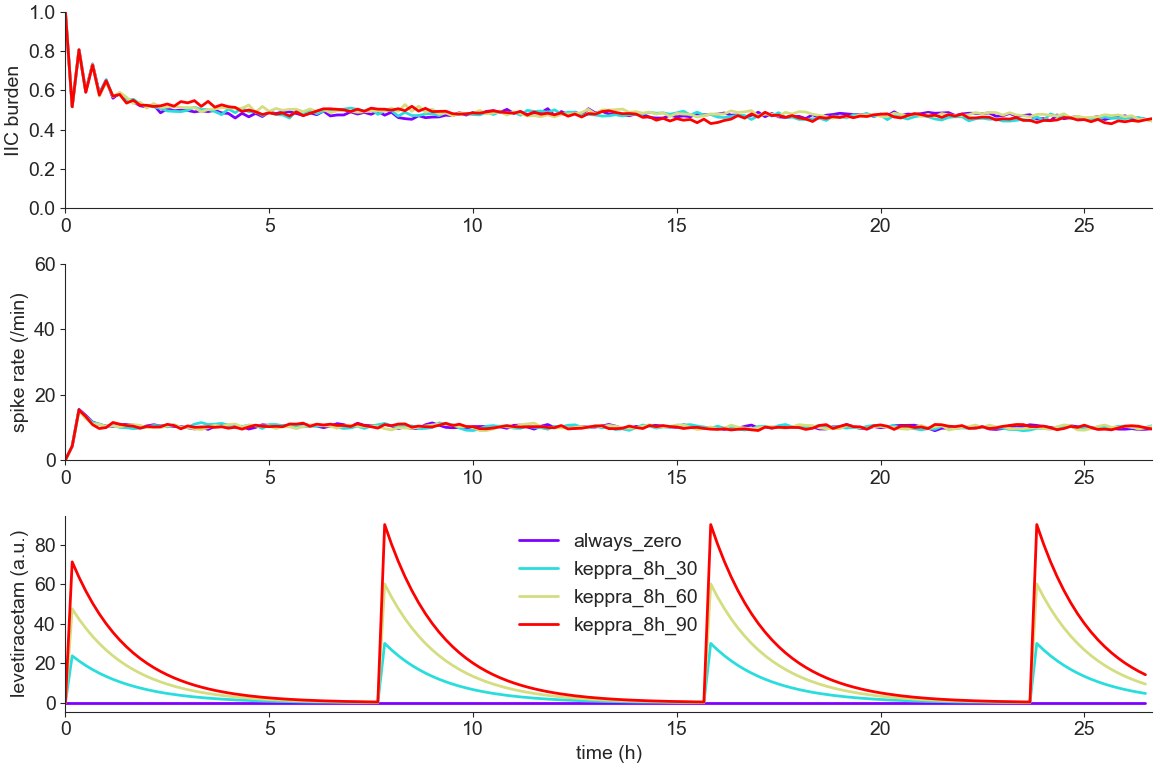 1.0
0.8
0.6
0.4
0.2
0.0
IIC burden
0 5 10 15 20 25
60
40
20
0
spike rate (/min)
0 5 10 15 20 25
80
60
40
20
0
levetiracetam (a.u.)
always_zero
keppra_8h_30
keppra_8h_60
keppra_8h_90
0 5 10 15 20 25
time (h)